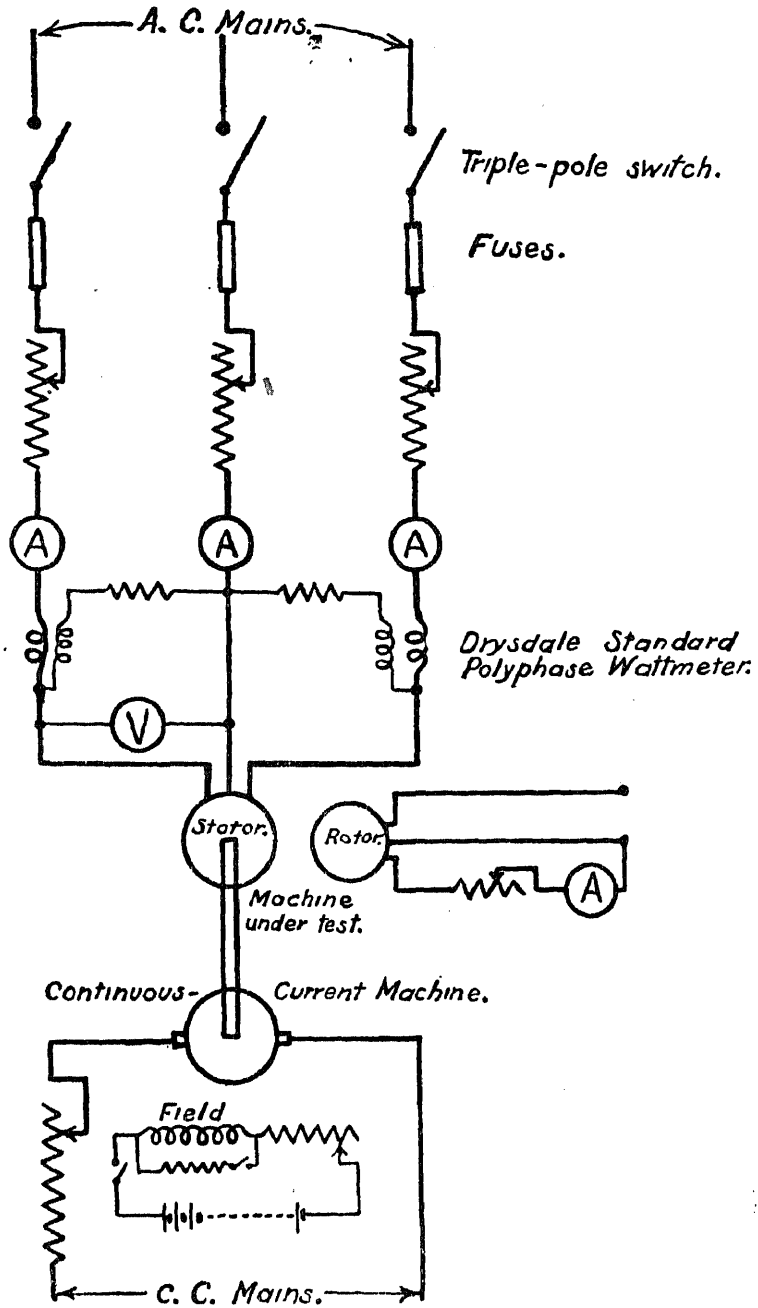 A. C. Mains.
Triple-pole switch.
Fuses.
A A A
Drysdale Standard
Polyphase Wattmeter.
V
Stator.
Rotor.
A
Machine
under test.
Continuous- Current Machine.
Field
C. C. Mains.